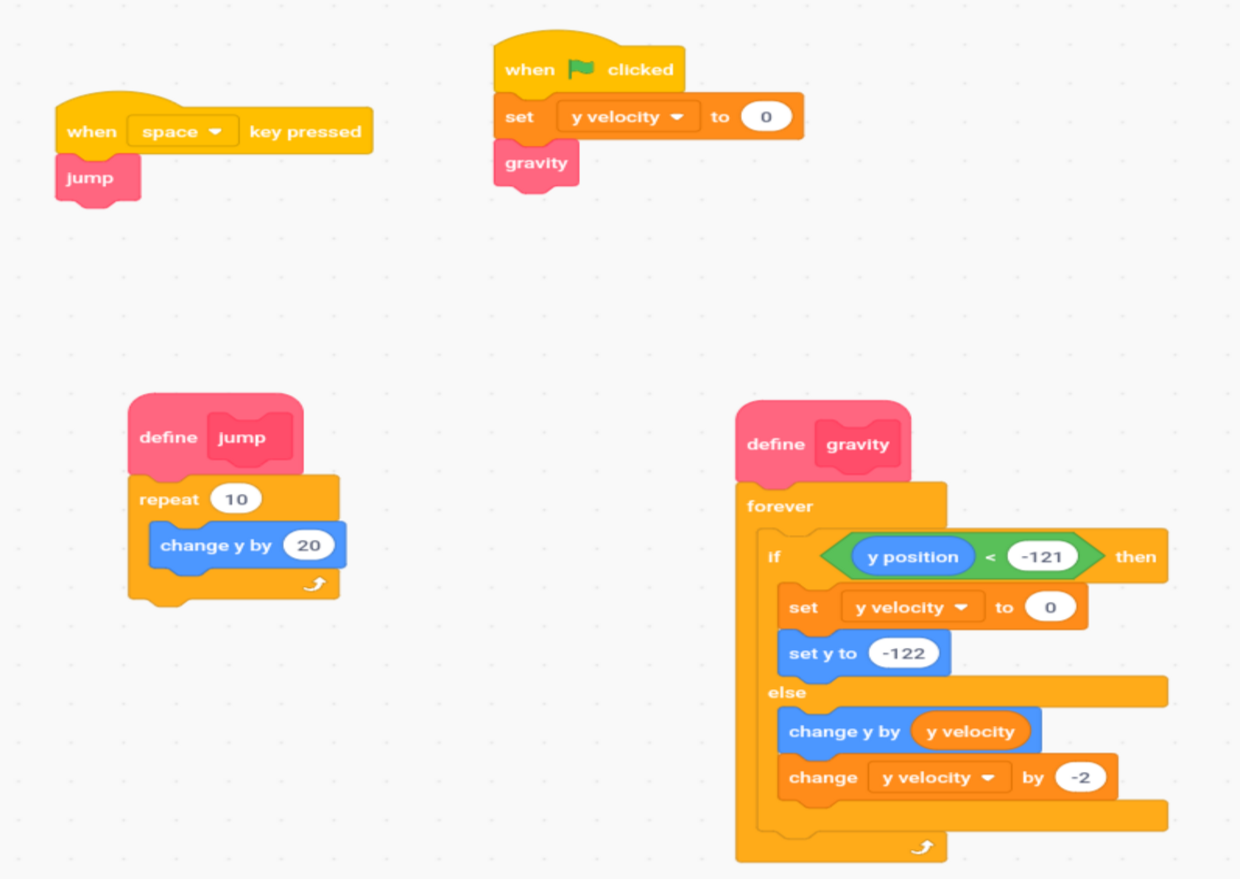 when space key pressed
jump
when clicked
set y velocity to 0
gravity
define jump
repeat 10
change y by 20
define gravity
forever
if y position < -121 then
set y velocity to 0
set y to -122
else
change y by y velocity
change y velocity by -2